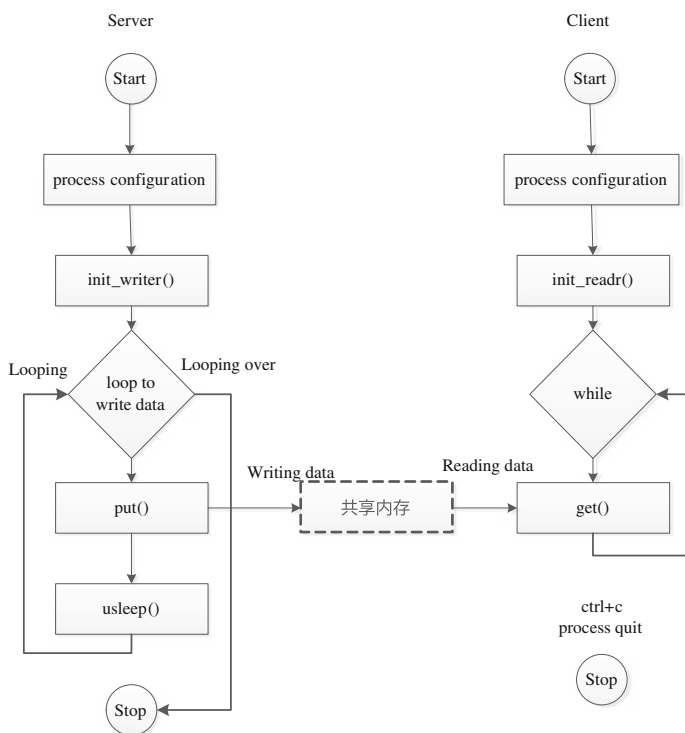 Server
Client
Start
Start
process configuration
process configuration
init_writer()
init_readr()
Looping
Looping over
loop to
write data
while
Writing data
Reading data
put()
共享内存
get()
usleep()
ctrl+c
process quit
Stop
Stop